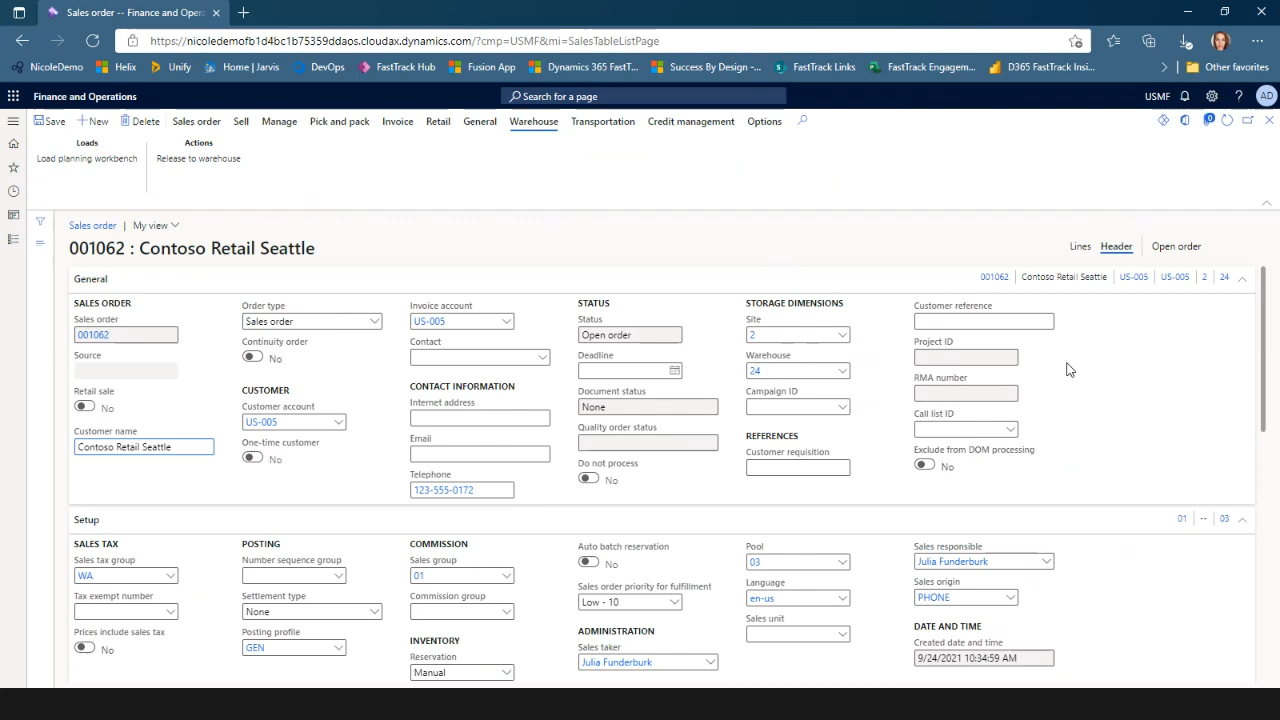 Sales order -- Finance and Oper
https://nicoledemofb1d4bc1b75359ddaos.cloudax.dynamics.com/?cmp=USMF&mi=SalesTableListPage
NicoleDemo Helix Unify Home | Jarvis DevOps FastTrack Hub Fusion App Dynamics 365 FastT... Success By Design -... FastTrack Links FastTrack Engagem... D365 FastTrack Insi... Other favorites
Finance and Operations Search for a page USMF ? AD
Save New Delete Sales order Sell Manage Pick and pack Invoice Retail General Warehouse Transportation Credit management Options 0
Loads Actions
Load planning workbench Release to warehouse
Sales order | My view
001062 : Contoso Retail Seattle
Lines Header Open order
General 001062 Contoso Retail Seattle US-005 US-005 2 24
SALES ORDER
Sales order
001062
Source
Retail sale
No
Customer name
Contoso Retail Seattle
Order type
Sales order
Continuity order
No
CUSTOMER
Customer account
US-005
One-time customer
No
Invoice account
US-005
Contact
CONTACT INFORMATION
Internet address
Email
Telephone
123-555-0172
STATUS
Status
Open order
Deadline
Document status
None
Quality order status
Do not process
No
STORAGE DIMENSIONS
Site
2
Warehouse
24
Campaign ID
REFERENCES
Customer requisition
Customer reference
Project ID
RMA number
Call list ID
Exclude from DOM processing
No
Setup 01 -- 03
SALES TAX
Sales tax group
WA
Tax exempt number
Prices include sales tax
No
POSTING
Number sequence group
Settlement type
None
Posting profile
GEN
COMMISSION
Sales group
01
Commission group
INVENTORY
Reservation
Manual
Auto batch reservation
No
Sales order priority for fulfillment
Low - 10
ADMINISTRATION
Sales taker
Julia Funderburk
Pool
03
Language
en-us
Sales unit
Sales responsible
Julia Funderburk
Sales origin
PHONE
DATE AND TIME
Created date and time
9/24/2021 10:34:59 AM